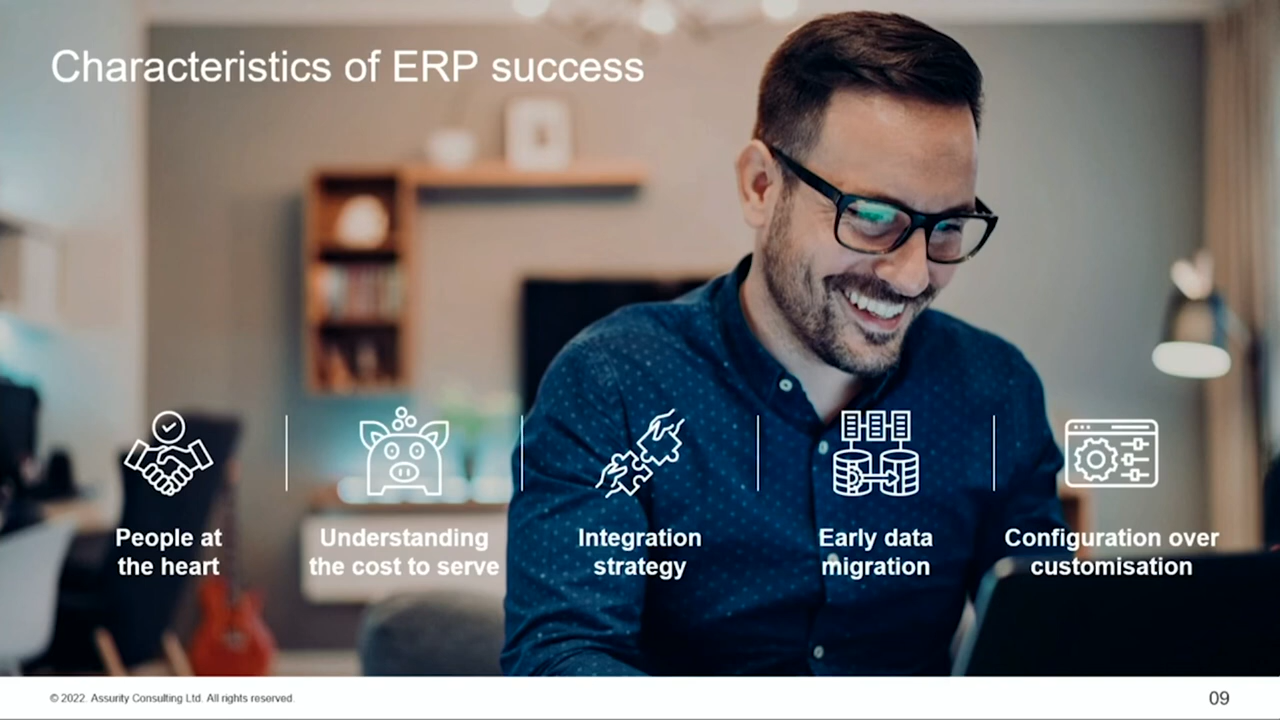 Characteristics of ERP success
People at
the heart
Understanding
the cost to serve
Integration
strategy
Early data
migration
Configuration over
customisation
© 2022. Assurity Consulting Ltd. All rights reserved.
09